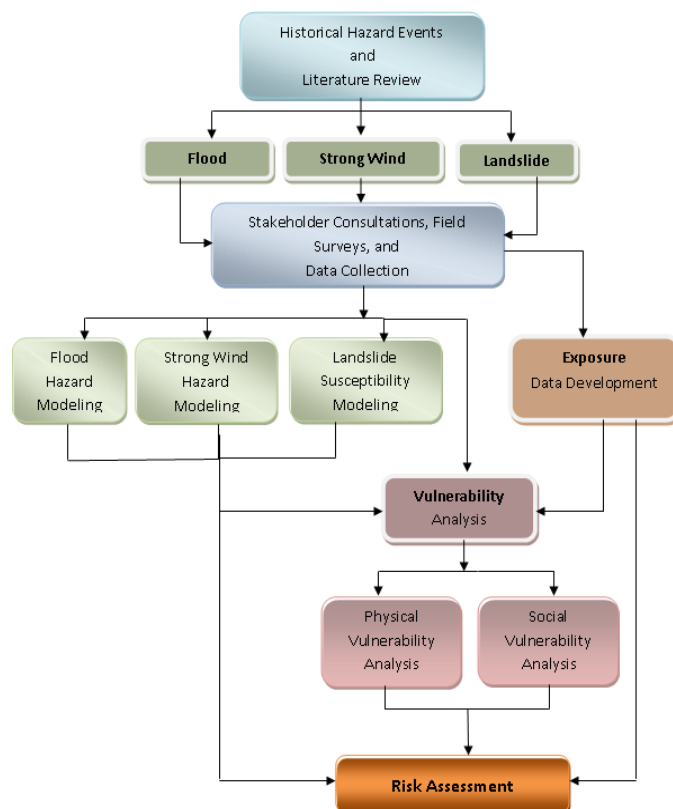 Historical Hazard Events
and
Literature Review
Flood
Strong Wind
Landslide
Stakeholder Consultations, Field
Surveys, and
Data Collection
Flood
Hazard
Modeling
Strong Wind
Hazard
Modeling
Landslide
Susceptibility
Modeling
Exposure
Data Development
Vulnerability
Analysis
Physical
Vulnerability
Analysis
Social
Vulnerability
Analysis
Risk Assessment